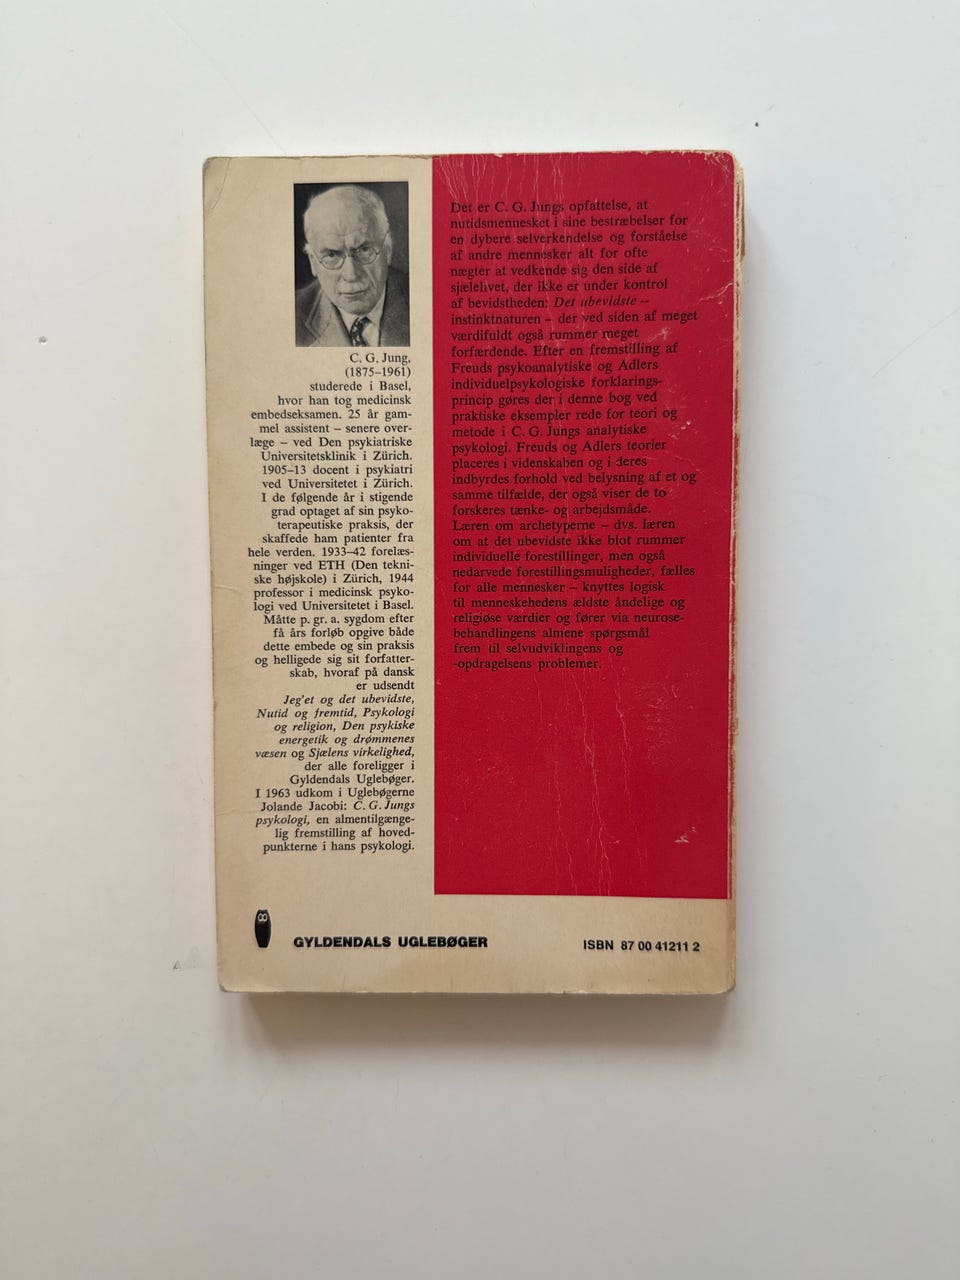 C. G. Jung,
(1875–1961)
studerede i Basel,
hvor han tog medicinsk
embedseksamen. 25 år gam-
mel assistent – senere over-
læge – ved Den psykiatriske
Universitetsklinik i Zürich.
1905–13 docent i psykiatri
ved Universitetet i Zürich.
I de følgende år i stigende
grad optaget af sin psyko-
terapeutiske praksis, der
skaffede ham patienter fra
hele verden. 1933–42 forelæs-
ninger ved ETH (Den tekni-
ske højskole) i Zürich, 1944
professor i medicinsk psyko-
logi ved Universitetet i Basel.
Måtte p. gr. a. sygdom efter
få års forløb opgive både
dette embede og sin praksis
og helligede sig sit forfatter-
skab, hvoraf på dansk
er udsendt
Jeg'et og det ubevidste,
Nutid og fremtid, Psykologi
og religion, Den psykiske
energetik og drømmenes
væsen og Sjælens virkelighed,
der alle foreligger i
Gyldendals Uglebøger.
I 1963 udkom i Uglebøgerne
Jolande Jacobi: C. G. Jungs
psykologi, en almentilgænge-
lig fremstilling af hoved-
punkterne i hans psykologi.
Det er C. G. Jungs opfattelse, at
nutidsmennesket i sine bestræbelser for
en dybere selverkendelse og forståelse
af andre mennesker alt for ofte
nægter at vedkende sig den side af
sjælelivet, der ikke er under kontrol
af bevidstheden: Det ubevidste –
instinktnaturen – der ved siden af meget
værdifuldt også rummer meget
forfærdende. Efter en fremstilling af
Freuds psykoanalytiske og Adlers
individuelpsykologiske forklarings-
princip gøres der i denne bog ved
praktiske eksempler rede for teori og
metode i C. G. Jungs analytiske
psykologi. Freuds og Adlers teorier
placeres i videnskaben og i deres
indbyrdes forhold ved belysning af et og
samme tilfælde, der også viser de to
forskeres tænke- og arbejdsmåde.
Læren om archetyperne – dvs. læren
om at det ubevidste ikke blot rummer
individuelle forestillinger, men også
nedarvede forestillingsmuligheder, fælles
for alle mennesker – knyttes logisk
til menneskehedens ældste åndelige og
religiøse værdier og fører via neurose-
behandlingens almene spørgsmål
frem til selvudviklingens og
-opdragelsens problemer.
GYLDENDALS UGLEBØGER
ISBN 87 00 41211 2